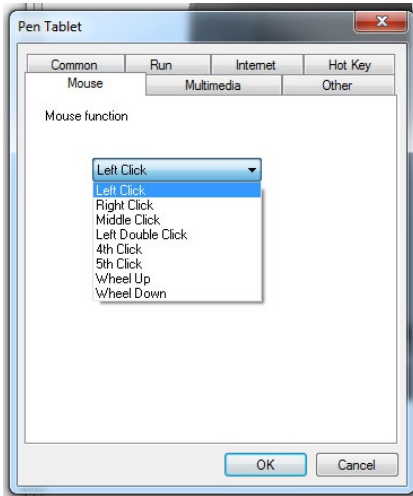 Pen Tablet
Common Run Internet Hot Key
Mouse Multimedia Other
Mouse function
Left Click
Left Click
Right Click
Middle Click
Left Double Click
4th Click
5th Click
Wheel Up
Wheel Down
OK Cancel